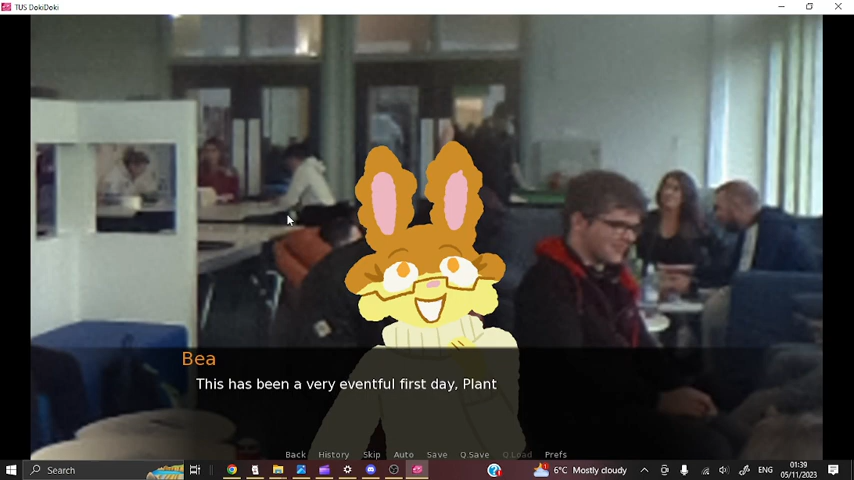 TUS DokiDoki
Bea
This has been a very eventful first day, Plant
Back History Skip Auto Save Q.Save Q.Load Prefs
Search
6°C Mostly cloudy
ENG
01:39
05/11/2023